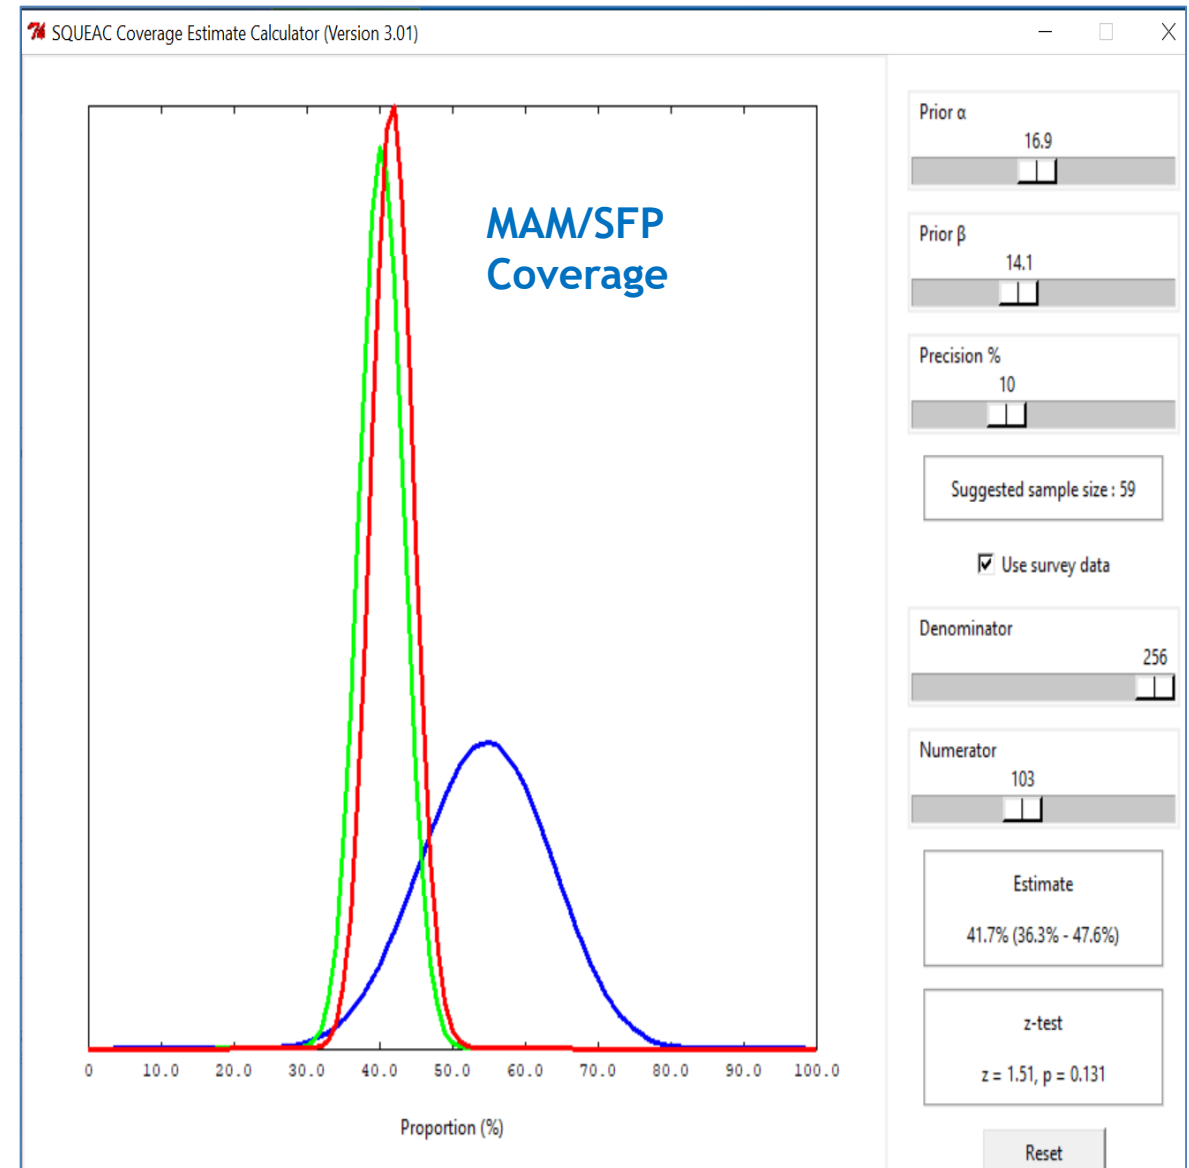 SQUEAC Coverage Estimate Calculator (Version 3.01)
MAM/SFP
Coverage
0 10.0 20.0 30.0 40.0 50.0 60.0 70.0 80.0 90.0 100.0
Proportion (%)
Prior α
16.9
Prior β
14.1
Precision %
10
Suggested sample size : 59
Use survey data
Denominator
256
Numerator
103
Estimate
41.7% (36.3% - 47.6%)
z-test
z = 1.51, p = 0.131
Reset